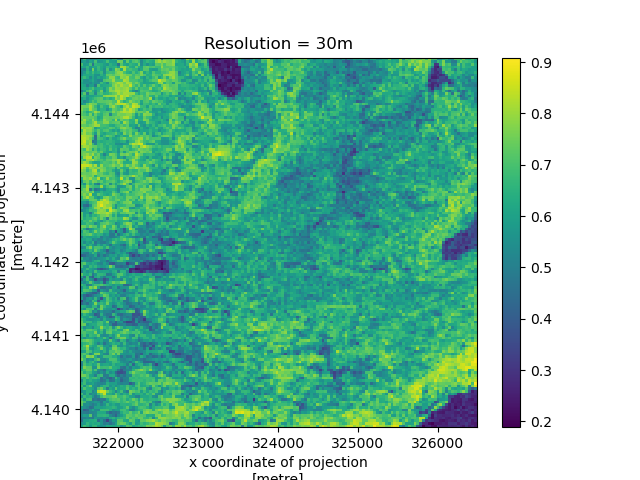 Resolution = 30m
1e6
4.144
4.143
4.142
4.141
4.140
y coordinate of projection
[metre]
322000 323000 324000 325000 326000
x coordinate of projection
[metre]
0.9
0.8
0.7
0.6
0.5
0.4
0.3
0.2